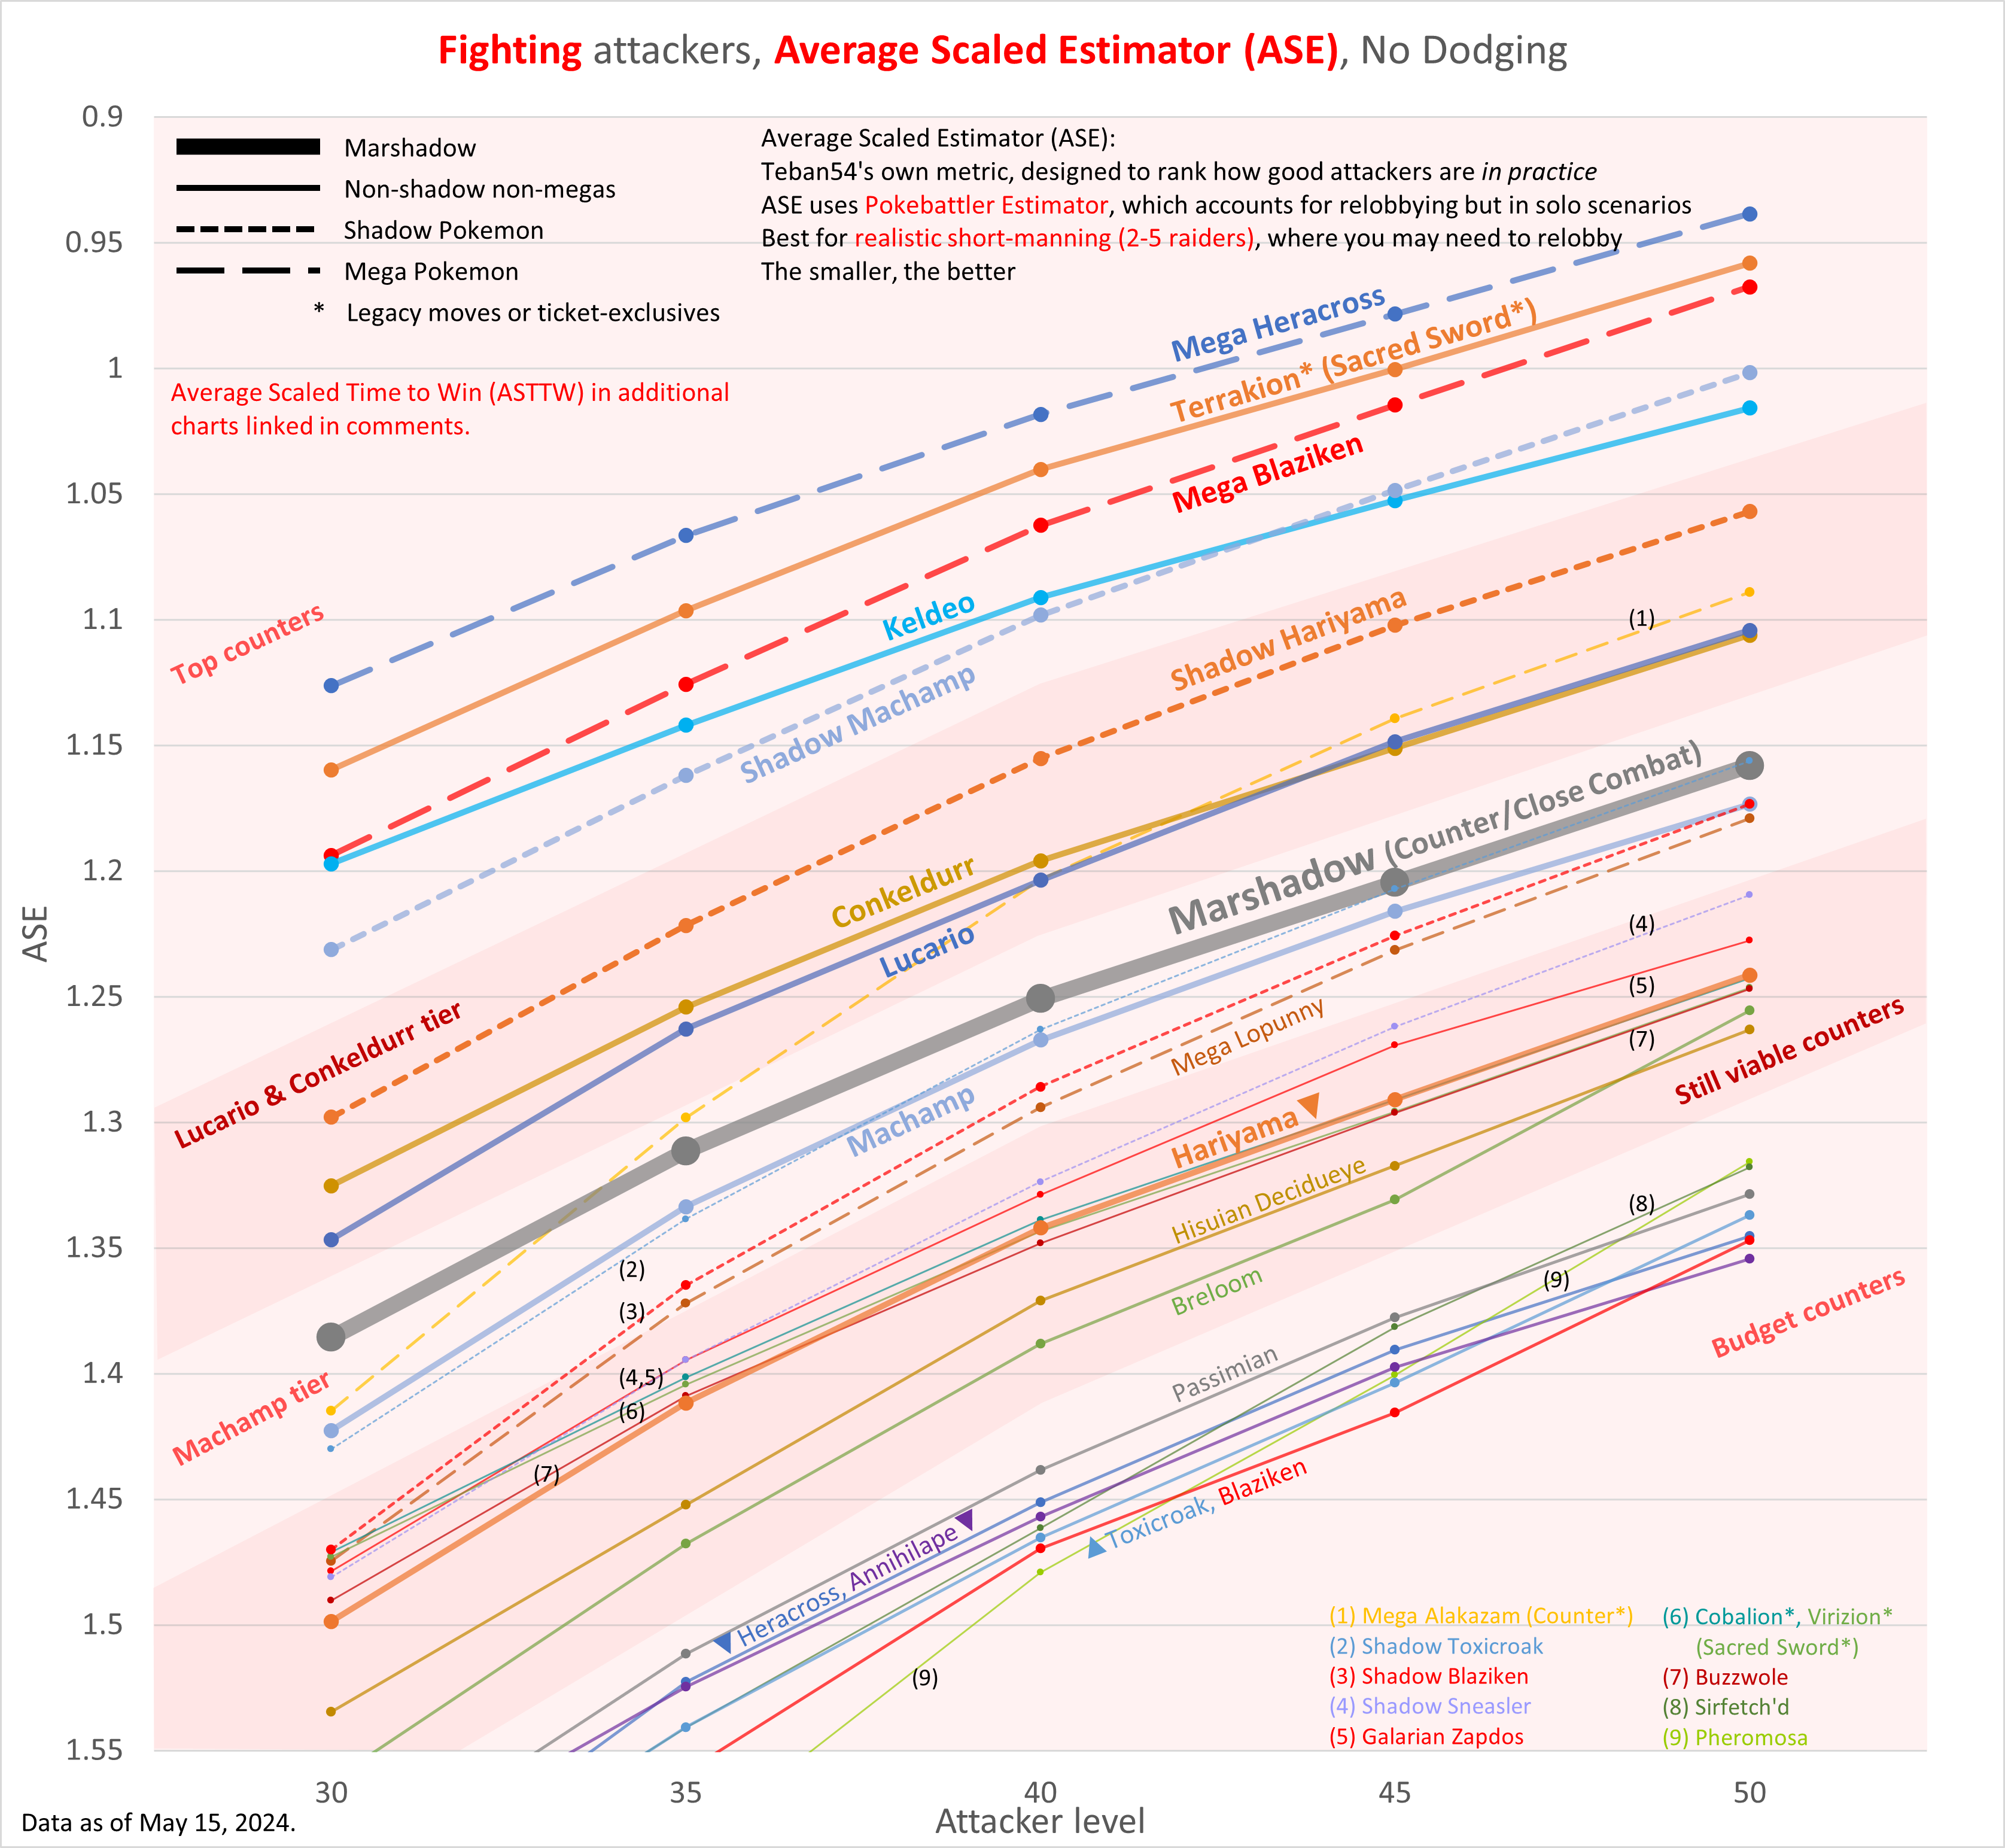 Fighting attackers, Average Scaled Estimator (ASE), No Dodging
0.9
0.95
1
1.05
1.1
1.15
1.2
1.25
1.3
1.35
1.4
1.45
1.5
1.55
ASE
Marshadow
Non-shadow non-megas
Shadow Pokemon
Mega Pokemon
* Legacy moves or ticket-exclusives
Average Scaled Estimator (ASE):
Teban54's own metric, designed to rank how good attackers are in practice
ASE uses Pokebattler Estimator, which accounts for relobbying but in solo scenarios
Best for realistic short-manning (2-5 raiders), where you may need to relobby
The smaller, the better
Average Scaled Time to Win (ASTTW) in additional
charts linked in comments.
Mega Heracross
Terrakion* (Sacred Sword*)
Mega Blaziken
Top counters
Keldeo
Shadow Machamp
Shadow Hariyama
(1)
Conkeldurr
Lucario
Marshadow (Counter/Close Combat)
Lucario & Conkeldurr tier
(4)
(5)
(7)
Mega Lopunny
Machamp
Hariyama
Still viable counters
Hisuian Decidueye
Breloom
(2)
(3)
(4,5)
(6)
(7)
(8)
(9)
Machamp tier
Passimian
Budget counters
Heracross, Annihilape
Toxicroak, Blaziken
(9)
(1) Mega Alakazam (Counter*)
(2) Shadow Toxicroak
(3) Shadow Blaziken
(4) Shadow Sneasler
(5) Galarian Zapdos
(6) Cobalion*, Virizion*
(Sacred Sword*)
(7) Buzzwole
(8) Sirfetch'd
(9) Pheromosa
30
35
40
45
50
Attacker level
Data as of May 15, 2024.